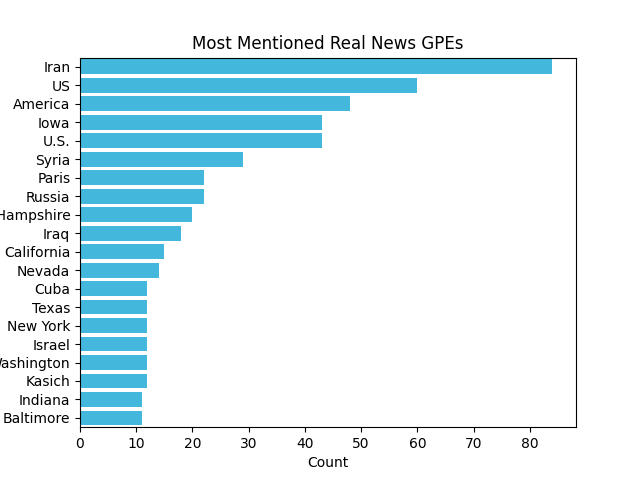 Most Mentioned Real News GPEs
Iran
US
America
Iowa
U.S.
Syria
Paris
Russia
Hampshire
Iraq
California
Nevada
Cuba
Texas
New York
Israel
ashington
Kasich
Indiana
Baltimore
0 10 20 30 40 50 60 70 80
Count